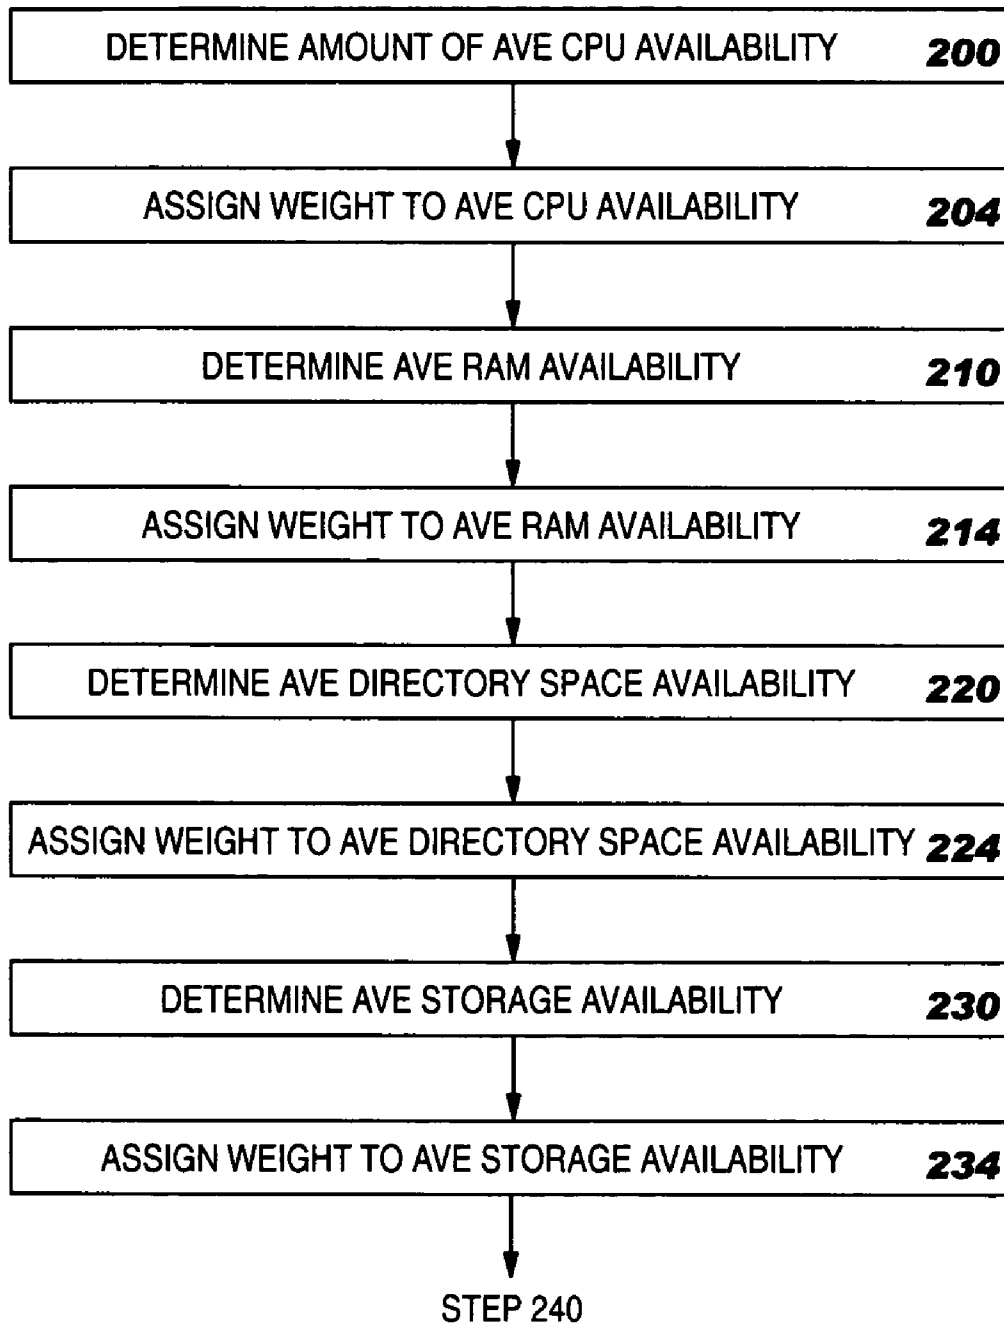 DETERMINE AMOUNT OF AVE CPU AVAILABILITY 200
ASSIGN WEIGHT TO AVE CPU AVAILABILITY 204
DETERMINE AVE RAM AVAILABILITY 210
ASSIGN WEIGHT TO AVE RAM AVAILABILITY 214
DETERMINE AVE DIRECTORY SPACE AVAILABILITY 220
ASSIGN WEIGHT TO AVE DIRECTORY SPACE AVAILABILITY 224
DETERMINE AVE STORAGE AVAILABILITY 230
ASSIGN WEIGHT TO AVE STORAGE AVAILABILITY 234
STEP 240